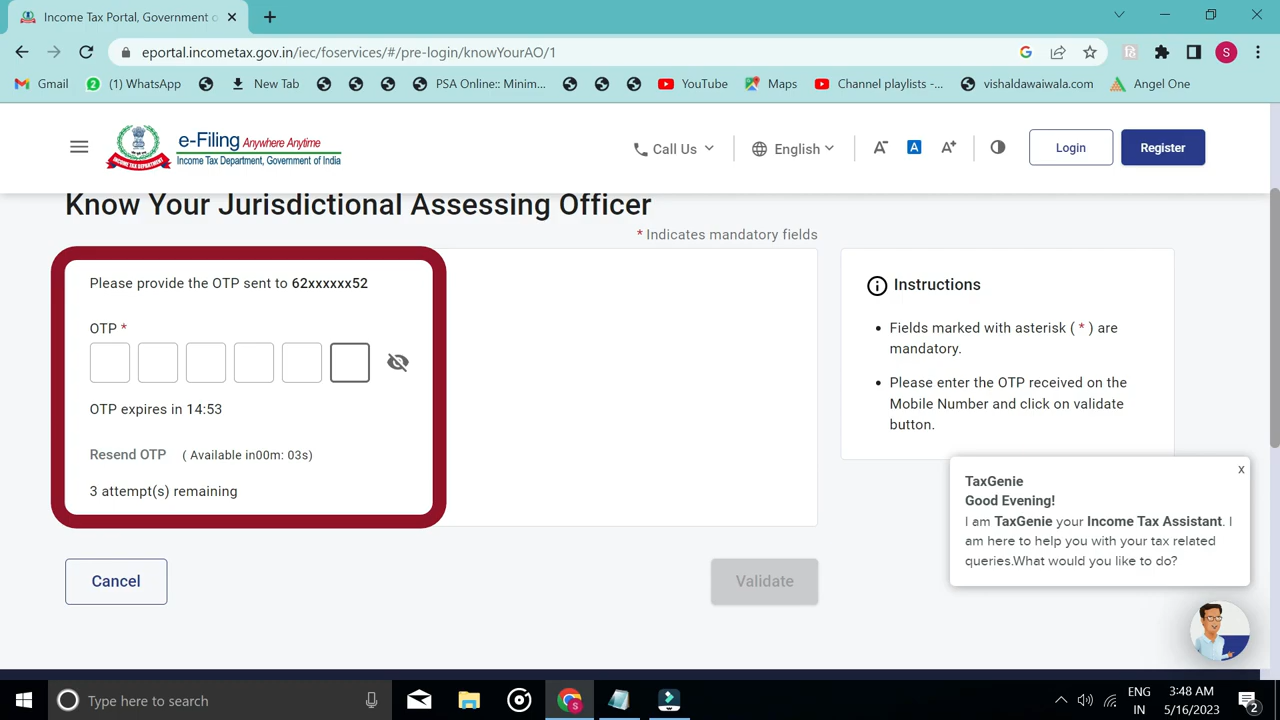 Income Tax Portal, Government o
eportal.incometax.gov.in/iec/foservices/#/pre-login/knowYourAO/1
G
S
Gmail
2
(1) WhatsApp
New Tab
PSA Online:: Minim...
YouTube
Maps
Channel playlists -...
vishaldawaiwala.com
Angel One
INCOME TAX DEPARTMENT
e-Filing Anywhere Anytime
Income Tax Department, Government of India
Call Us
English
A-
A
A+
Login
Register
Know Your Jurisdictional Assessing Officer
* Indicates mandatory fields
Please provide the OTP sent to 62xxxxxx52
OTP *
OTP expires in 14:53
Resend OTP ( Available in00m: 03s)
3 attempt(s) remaining
Cancel
Validate
Instructions
Fields marked with asterisk ( * ) are
mandatory.
Please enter the OTP received on the
Mobile Number and click on validate
button.
x
TaxGenie
Good Evening!
I am TaxGenie your Income Tax Assistant. I
am here to help you with your tax related
queries.What would you like to do?
Type here to search
S
ENG
IN
3:48 AM
5/16/2023
2